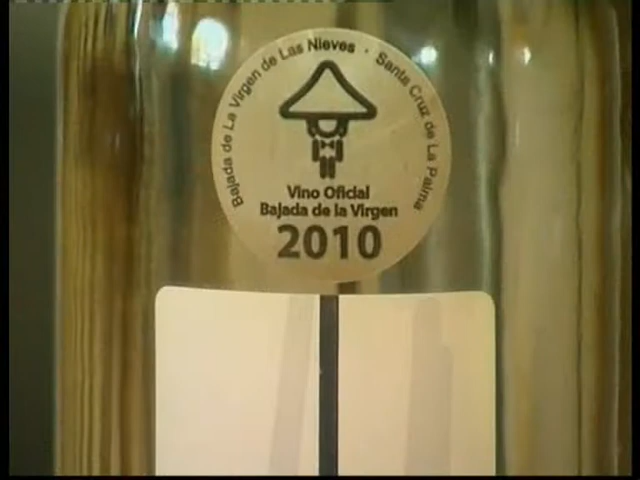 Bajada de La Virgen de Las Nieves · Santa Cruz de La Palma
Vino Oficial
Bajada de la Virgen
2010